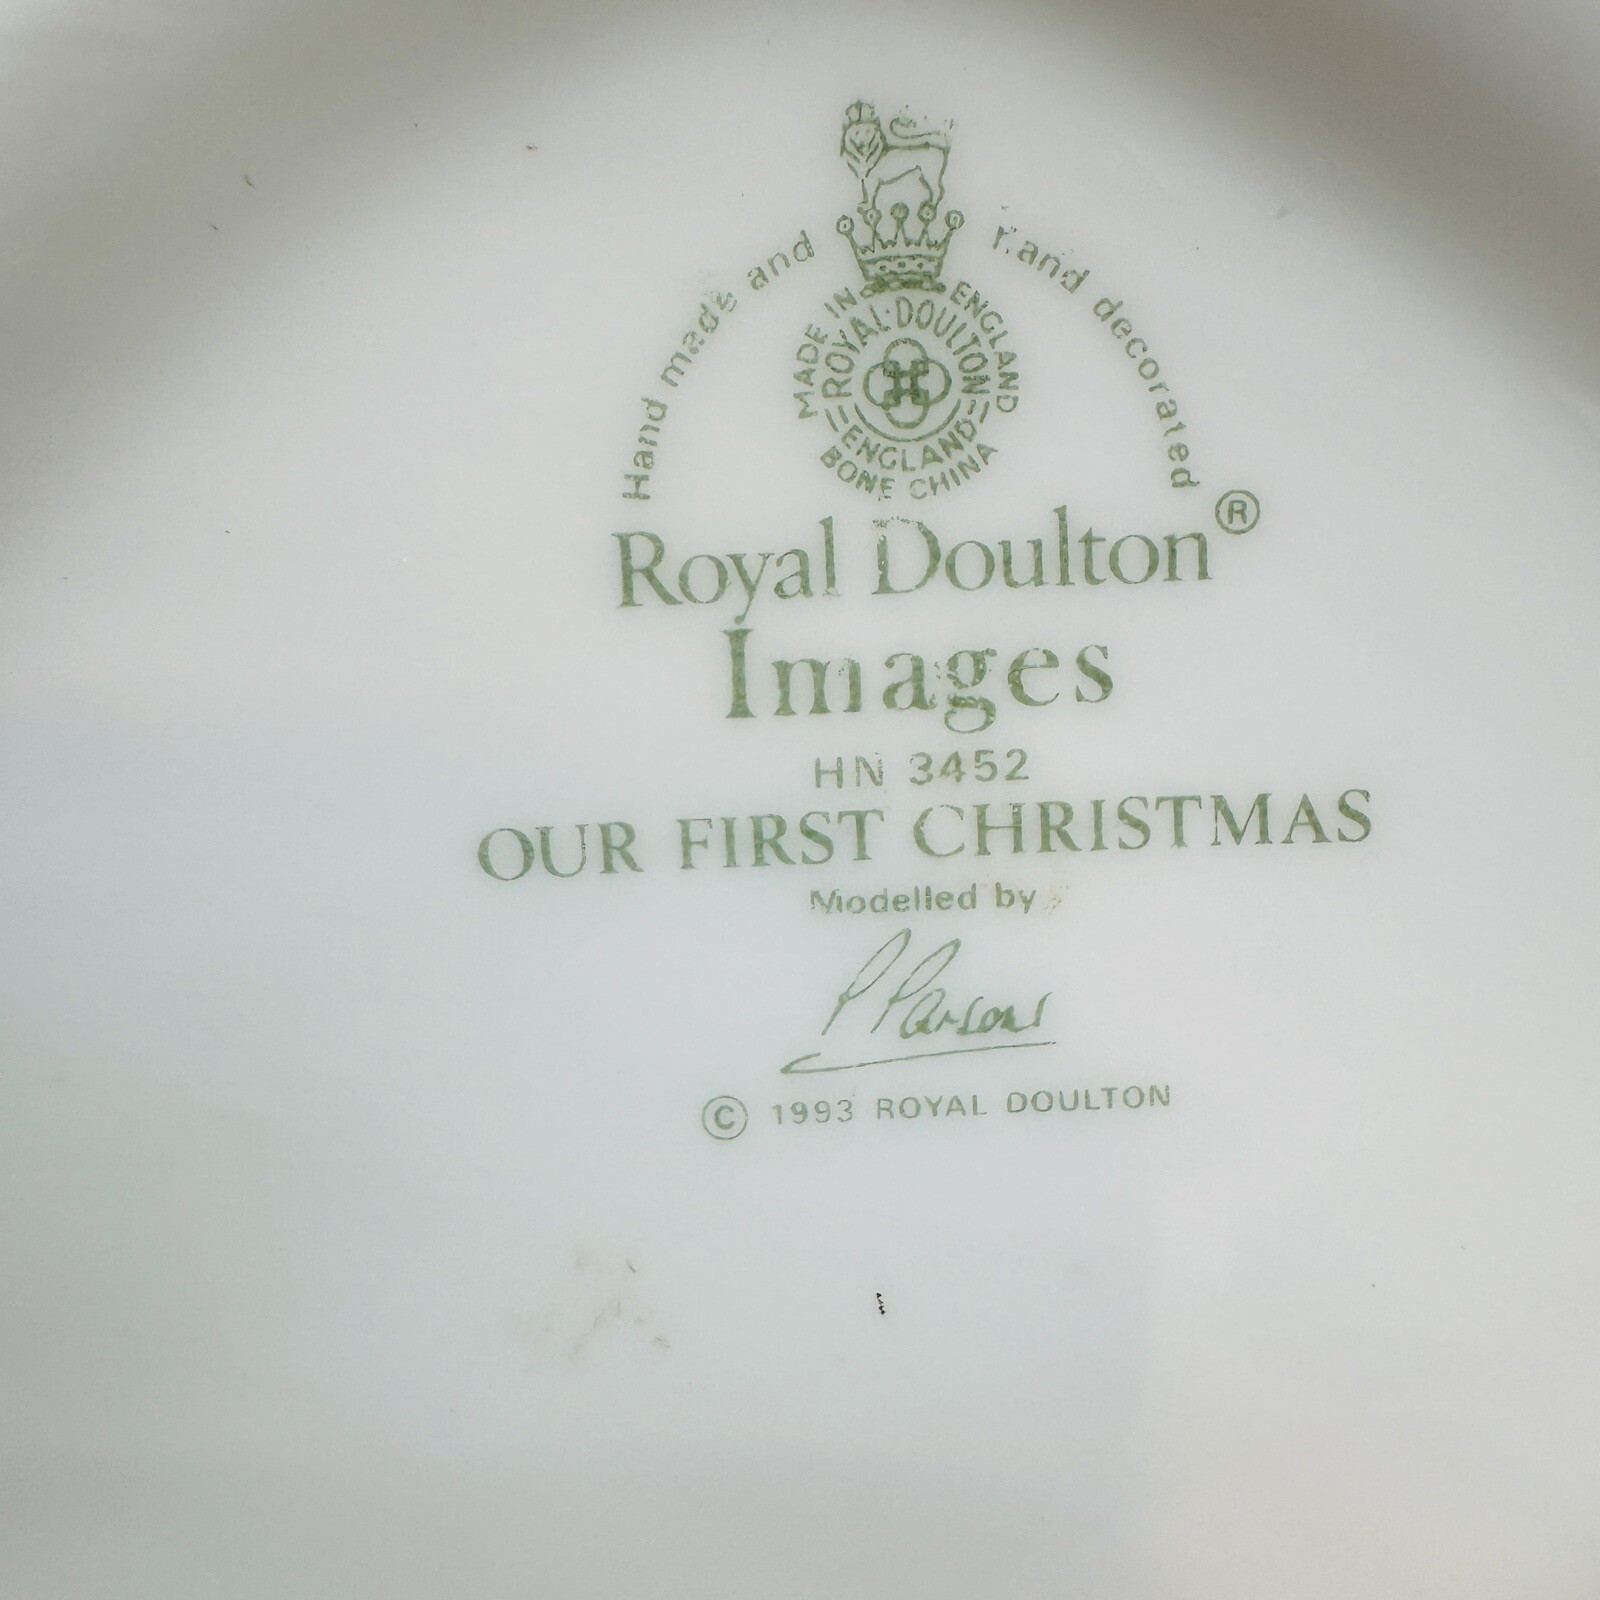 Hand made and hand decorated
MADE IN ENGLAND
ROYAL·DOULTON
ENGLAND
BONE CHINA
Royal Doulton®
Images
HN 3452
OUR FIRST CHRISTMAS
Modelled by
P Parsons
© 1993 ROYAL DOULTON